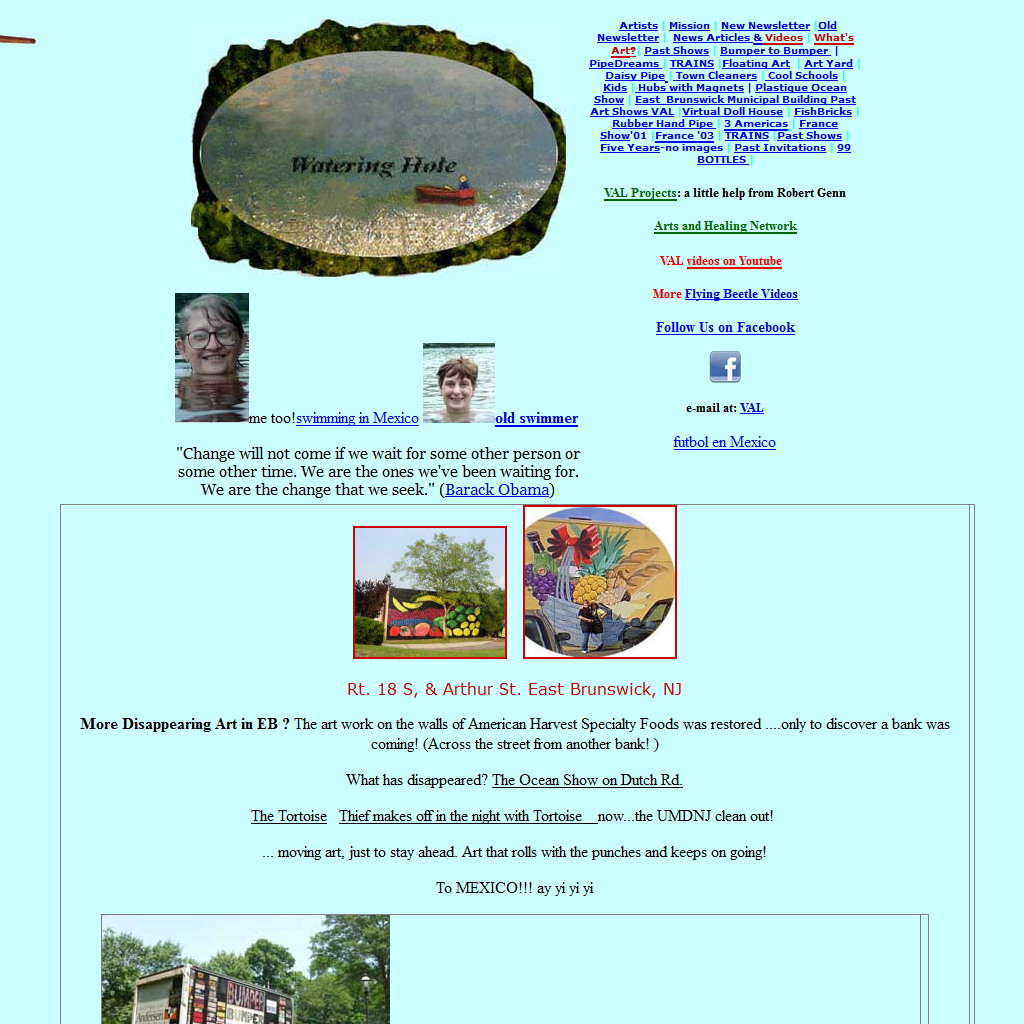 Artists | Mission | New Newsletter |Old
Newsletter | News Articles & Videos | What's
Art?| Past Shows | Bumper to Bumper |
PipeDreams | TRAINS |Floating Art | Art Yard |
Daisy Pipe | Town Cleaners | Cool Schools |
Kids | Hubs with Magnets | Plastique Ocean
Show | East Brunswick Municipal Building Past
Art Shows VAL |Virtual Doll House | FishBricks |
Rubber Hand Pipe | 3 Americas | France
Show'01 |France '03 | TRAINS |Past Shows |
Five Years-no images | Past Invitations | 99
BOTTLES |
Watering Hole
VAL Projects: a little help from Robert Genn
Arts and Healing Network
VAL videos on Youtube
More Flying Beetle Videos
Follow Us on Facebook
f
e-mail at: VAL
futbol en Mexico
me too!swimming in Mexico old swimmer
"Change will not come if we wait for some other person or
some other time. We are the ones we've been waiting for.
We are the change that we seek." (Barack Obama)
Rt. 18 S, & Arthur St. East Brunswick, NJ
More Disappearing Art in EB ? The art work on the walls of American Harvest Specialty Foods was restored ....only to discover a bank was
coming! (Across the street from another bank! )
What has disappeared? The Ocean Show on Dutch Rd.
The Tortoise Thief makes off in the night with Tortoise now...the UMDNJ clean out!
... moving art, just to stay ahead. Art that rolls with the punches and keeps on going!
To MEXICO!!! ay yi yi yi
BUMPER
Andersen
BUMPER